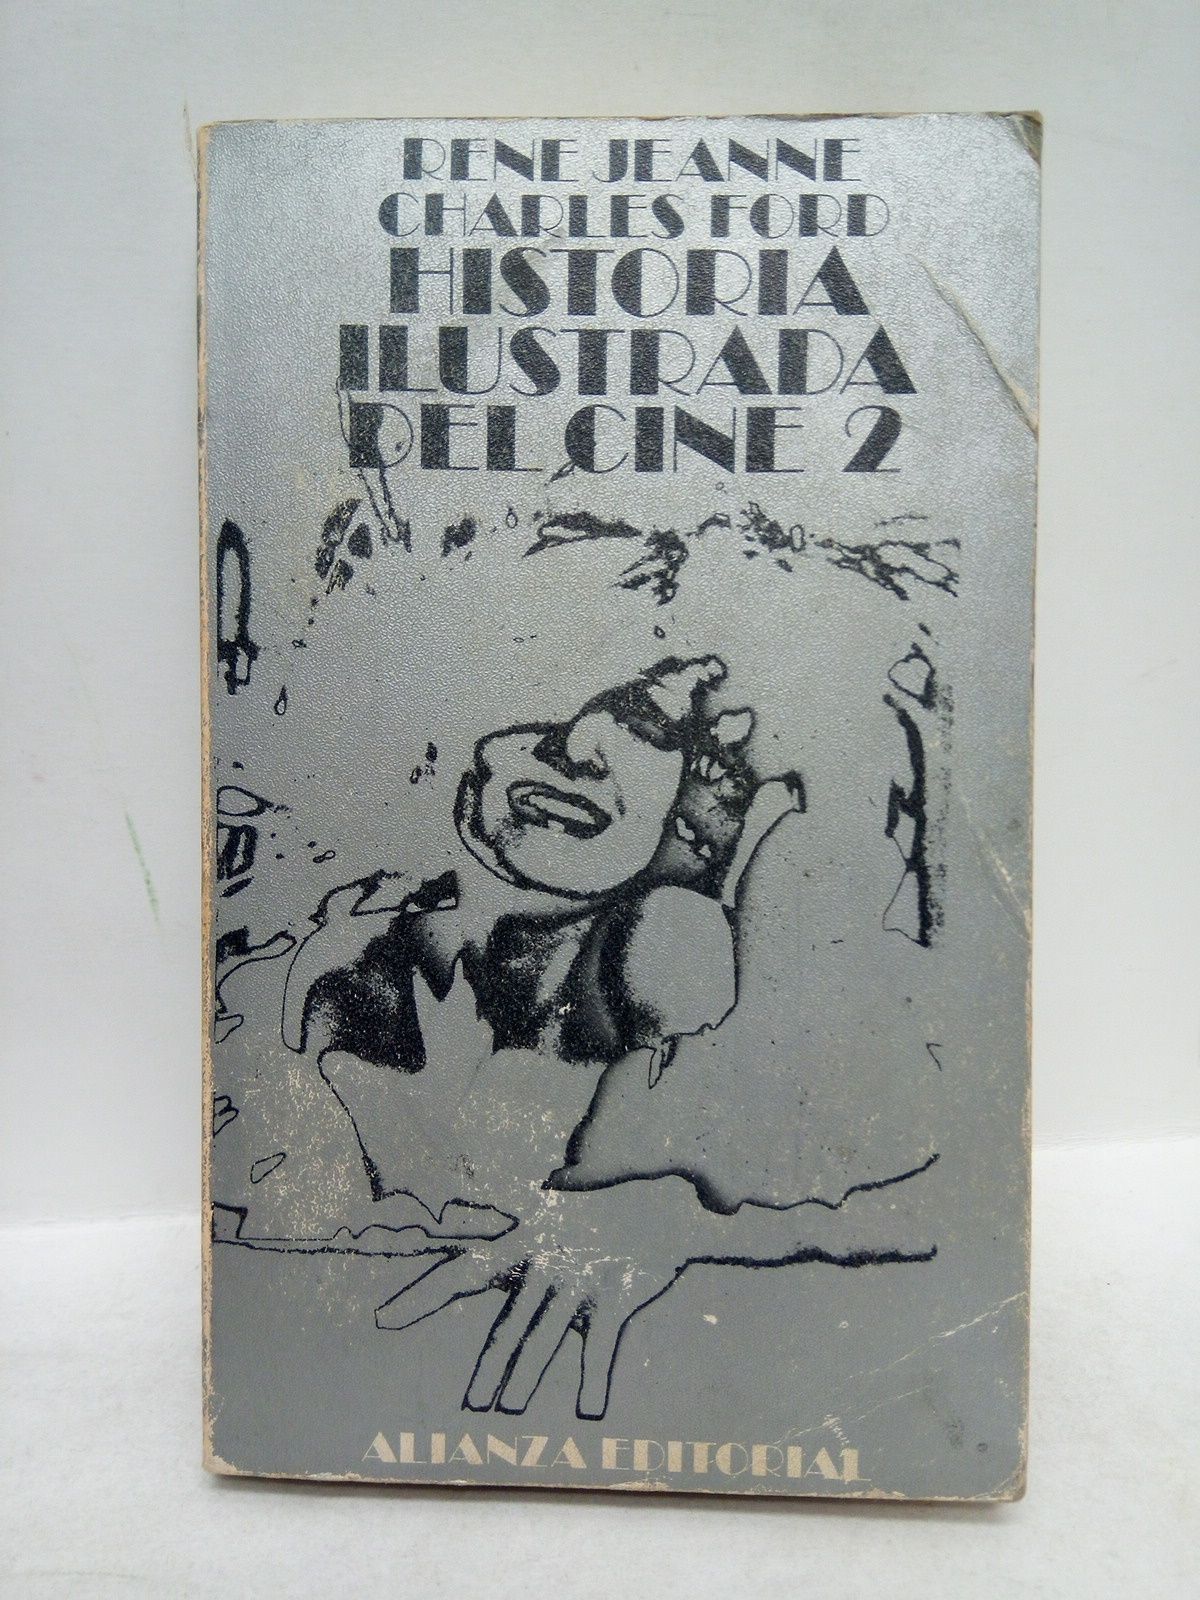 RENE JEANNE
CHARLES FORD
HISTORIA
ILUSTRADA
DEL CINE 2
ALIANZA EDITORIAL